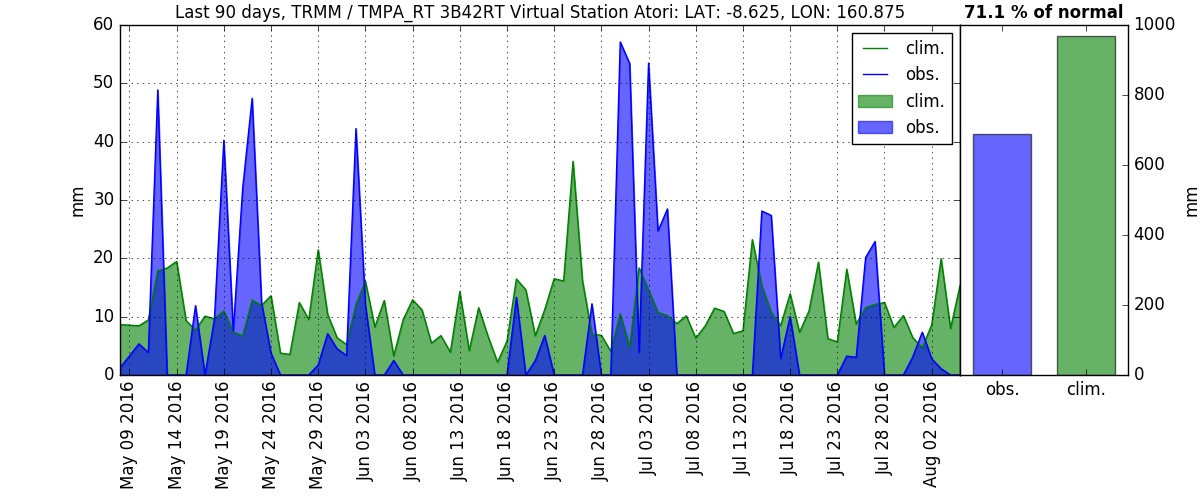 Last 90 days, TRMM / TMPA_RT 3B42RT Virtual Station Atori: LAT: -8.625, LON: 160.875
71.1 % of normal
60
50
40
30
20
10
0
mm
clim.
obs.
clim.
obs.
1000
800
600
400
200
0
mm
obs.
clim.
May 09 2016
May 14 2016
May 19 2016
May 24 2016
May 29 2016
Jun 03 2016
Jun 08 2016
Jun 13 2016
Jun 18 2016
Jun 23 2016
Jun 28 2016
Jul 03 2016
Jul 08 2016
Jul 13 2016
Jul 18 2016
Jul 23 2016
Jul 28 2016
Aug 02 2016